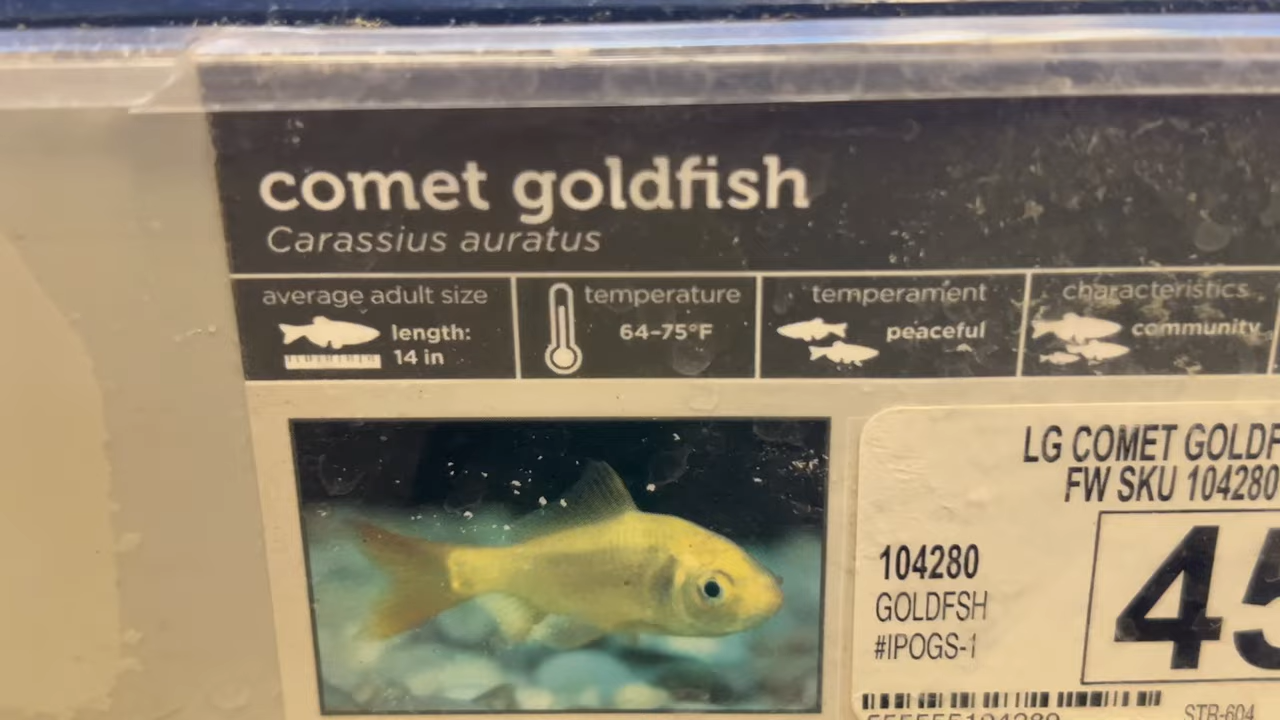 comet goldfish
Carassius auratus
average adult size
length:
14 in
temperature
64-75°F
temperament
peaceful
characteristics
community
LG COMET GOLDF
FW SKU 104280
104280
GOLDFSH
#IPOGS-1
45
STR-604